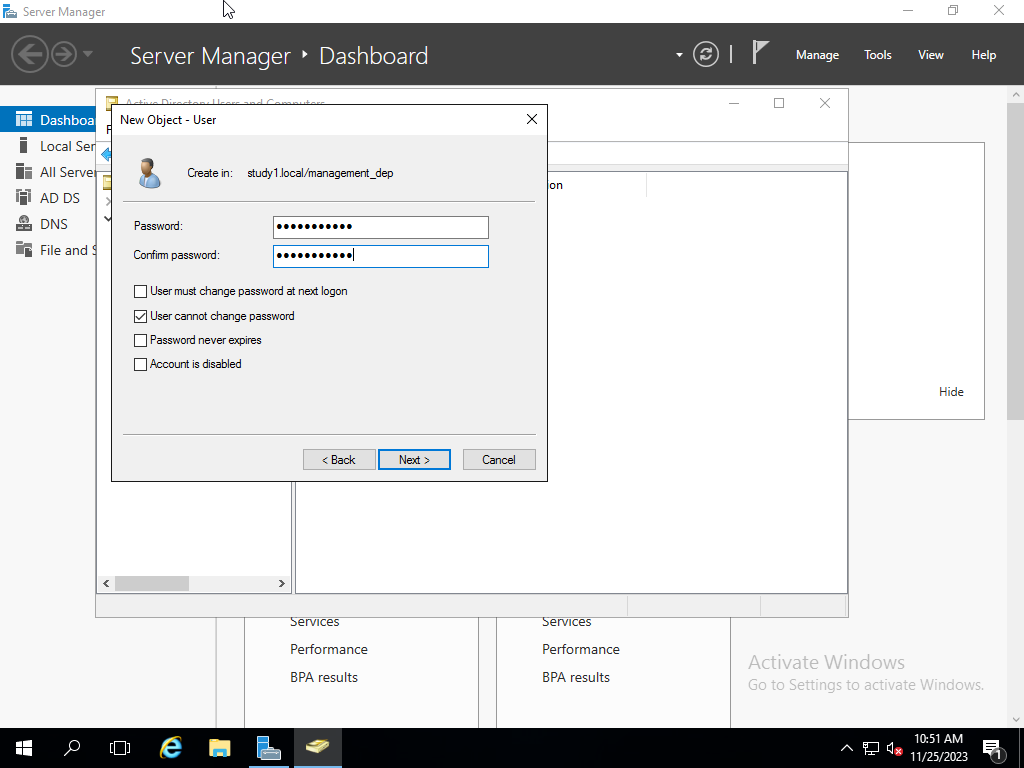 Server Manager
Server Manager
Dashboard
Manage
Tools
View
Help
Dashboa
Local Ser
All Server
AD DS
DNS
File and S
Active Directory Users and Computers
New Object - User
Create in:
study1.local/management_dep
Password:
Confirm password:
User must change password at next logon
User cannot change password
Password never expires
Account is disabled
< Back
Next >
Cancel
on
Hide
Services
Performance
BPA results
Services
Performance
BPA results
Activate Windows
Go to Settings to activate Windows.
10:51 AM
11/25/2023
1